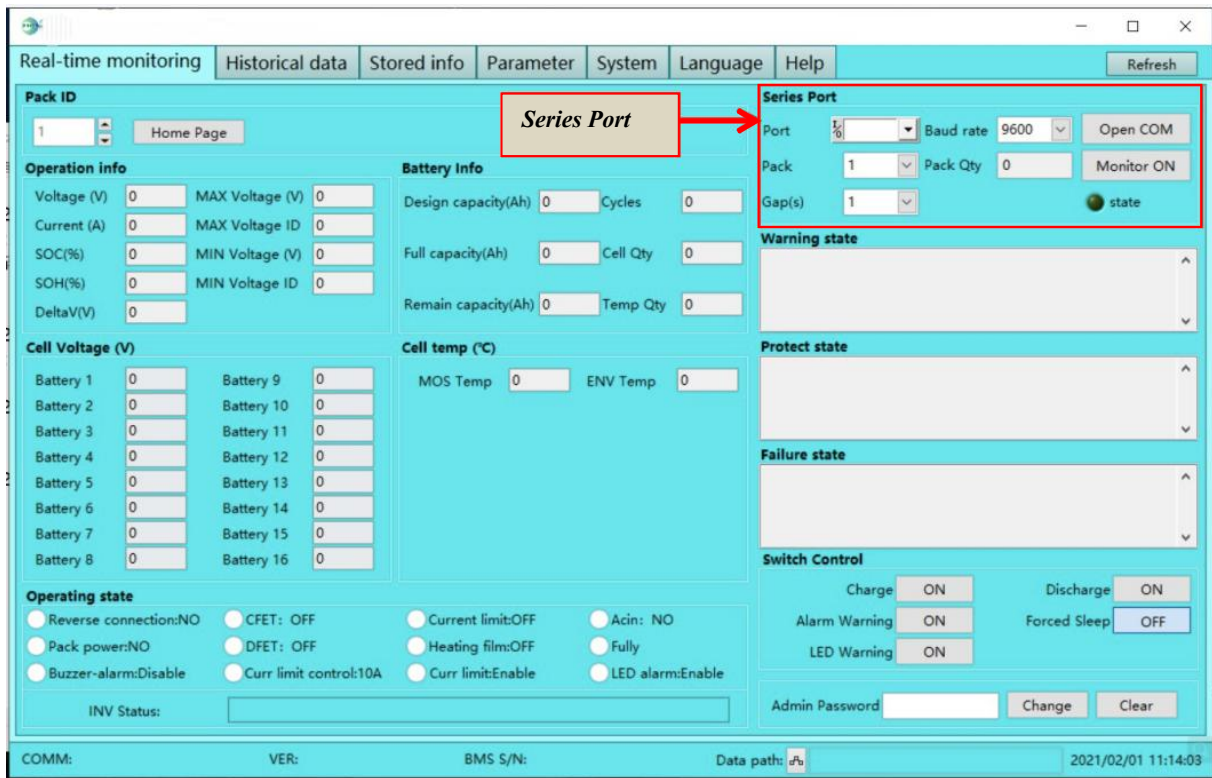 Real-time monitoring Historical data Stored info Parameter System Language Help Refresh
Pack ID
1 Home Page
Series Port
Series Port
Port Baud rate 9600 Open COM
Pack 1 Pack Qty 0 Monitor ON
Gap(s) 1 state
Operation info
Voltage (V) 0 MAX Voltage (V) 0
Current (A) 0 MAX Voltage ID 0
SOC(%) 0 MIN Voltage (V) 0
SOH(%) 0 MIN Voltage ID 0
DeltaV(V) 0
Battery Info
Design capacity(Ah) 0 Cycles 0
Full capacity(Ah) 0 Cell Qty 0
Remain capacity(Ah) 0 Temp Qty 0
Warning state
Cell Voltage (V)
Battery 1 0 Battery 9 0
Battery 2 0 Battery 10 0
Battery 3 0 Battery 11 0
Battery 4 0 Battery 12 0
Battery 5 0 Battery 13 0
Battery 6 0 Battery 14 0
Battery 7 0 Battery 15 0
Battery 8 0 Battery 16 0
Cell temp (℃)
MOS Temp 0 ENV Temp 0
Protect state
Failure state
Switch Control
Charge ON Discharge ON
Alarm Warning ON Forced Sleep OFF
LED Warning ON
Operating state
Reverse connection:NO CFET: OFF Current limit:OFF Acin: NO
Pack power:NO DFET: OFF Heating film:OFF Fully
Buzzer-alarm:Disable Curr limit control:10A Curr limit:Enable LED alarm:Enable
INV Status:
Admin Password Change Clear
COMM: VER: BMS S/N: Data path: 2021/02/01 11:14:03